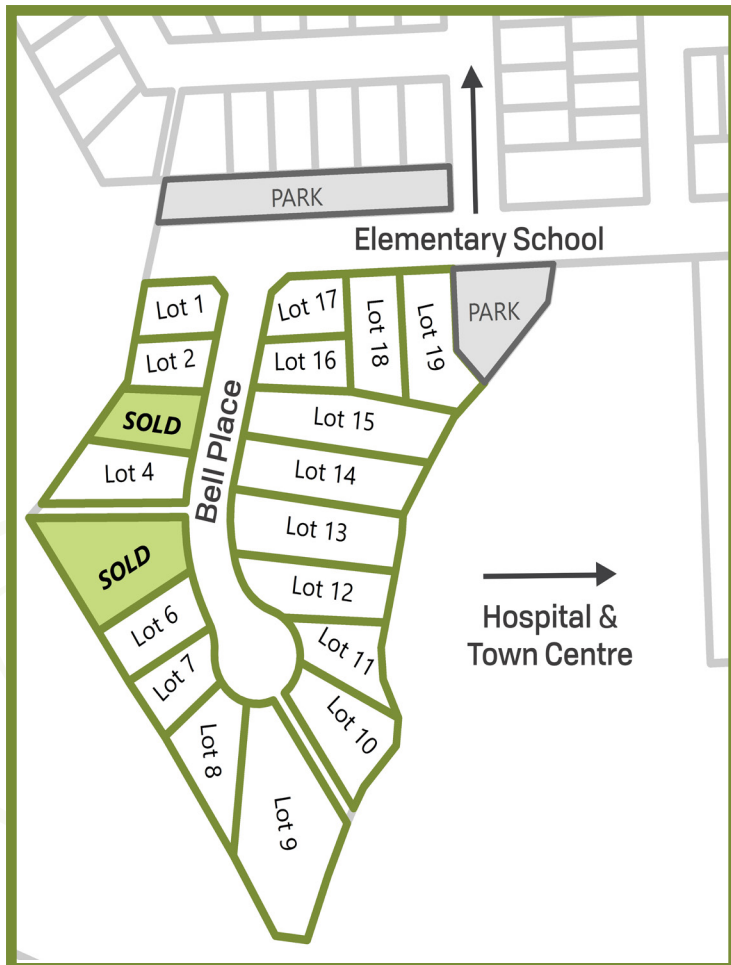 PARK
Elementary School
Lot 1
Lot 17
Lot 18
Lot 19
PARK
Lot 2
Lot 16
SOLD
Lot 15
Bell Place
Lot 4
Lot 14
Lot 13
SOLD
Lot 12
Hospital &
Town Centre
Lot 6
Lot 11
Lot 7
Lot 10
Lot 8
Lot 9